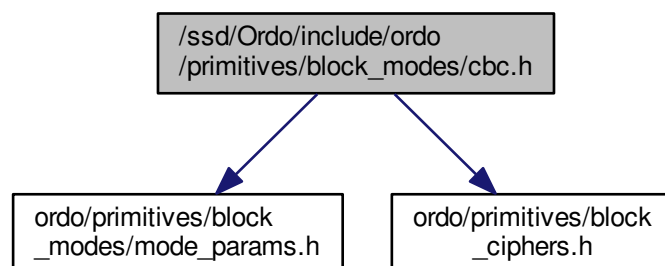 /ssd/Ordo/include/ordo
/primitives/block_modes/cbc.h
ordo/primitives/block
_modes/mode_params.h
ordo/primitives/block
_ciphers.h